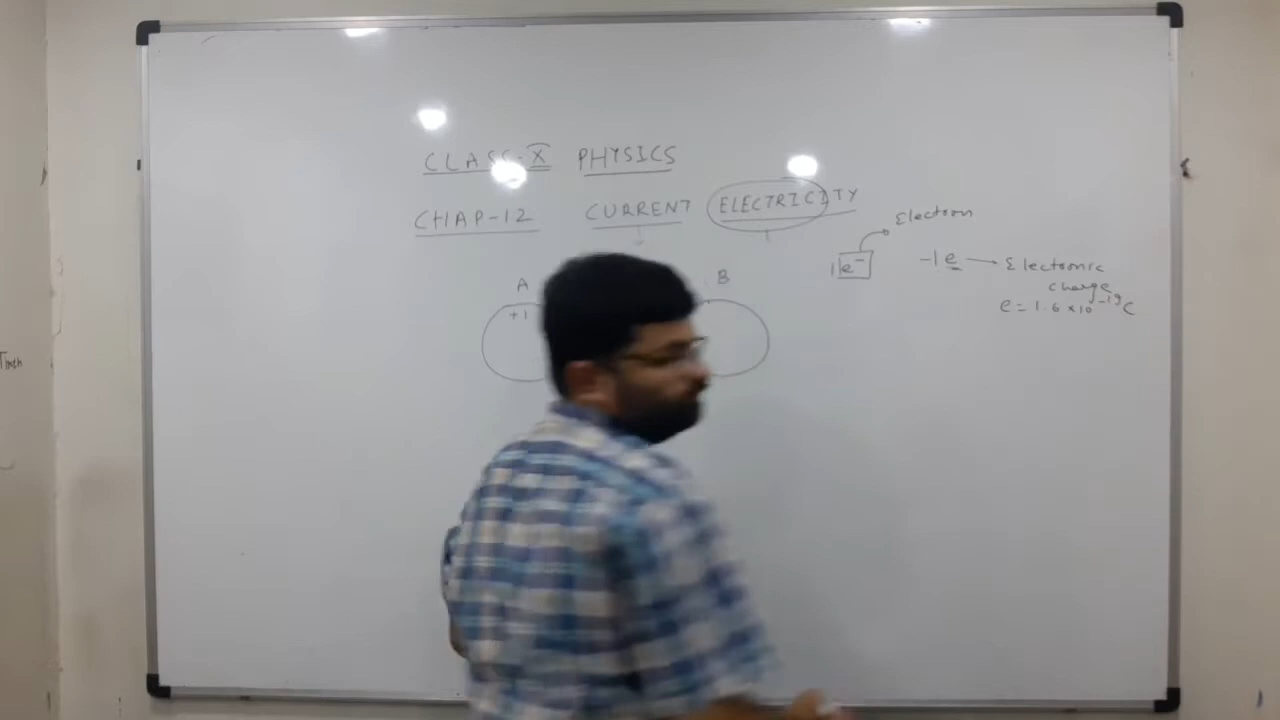 CLASS-X PHYSICS
CHAP-12 CURRENT ELECTRICITY
Electron
1e⁻
-1e → Electronic
charge
e = 1.6 × 10⁻¹⁹ C
A
B
+1